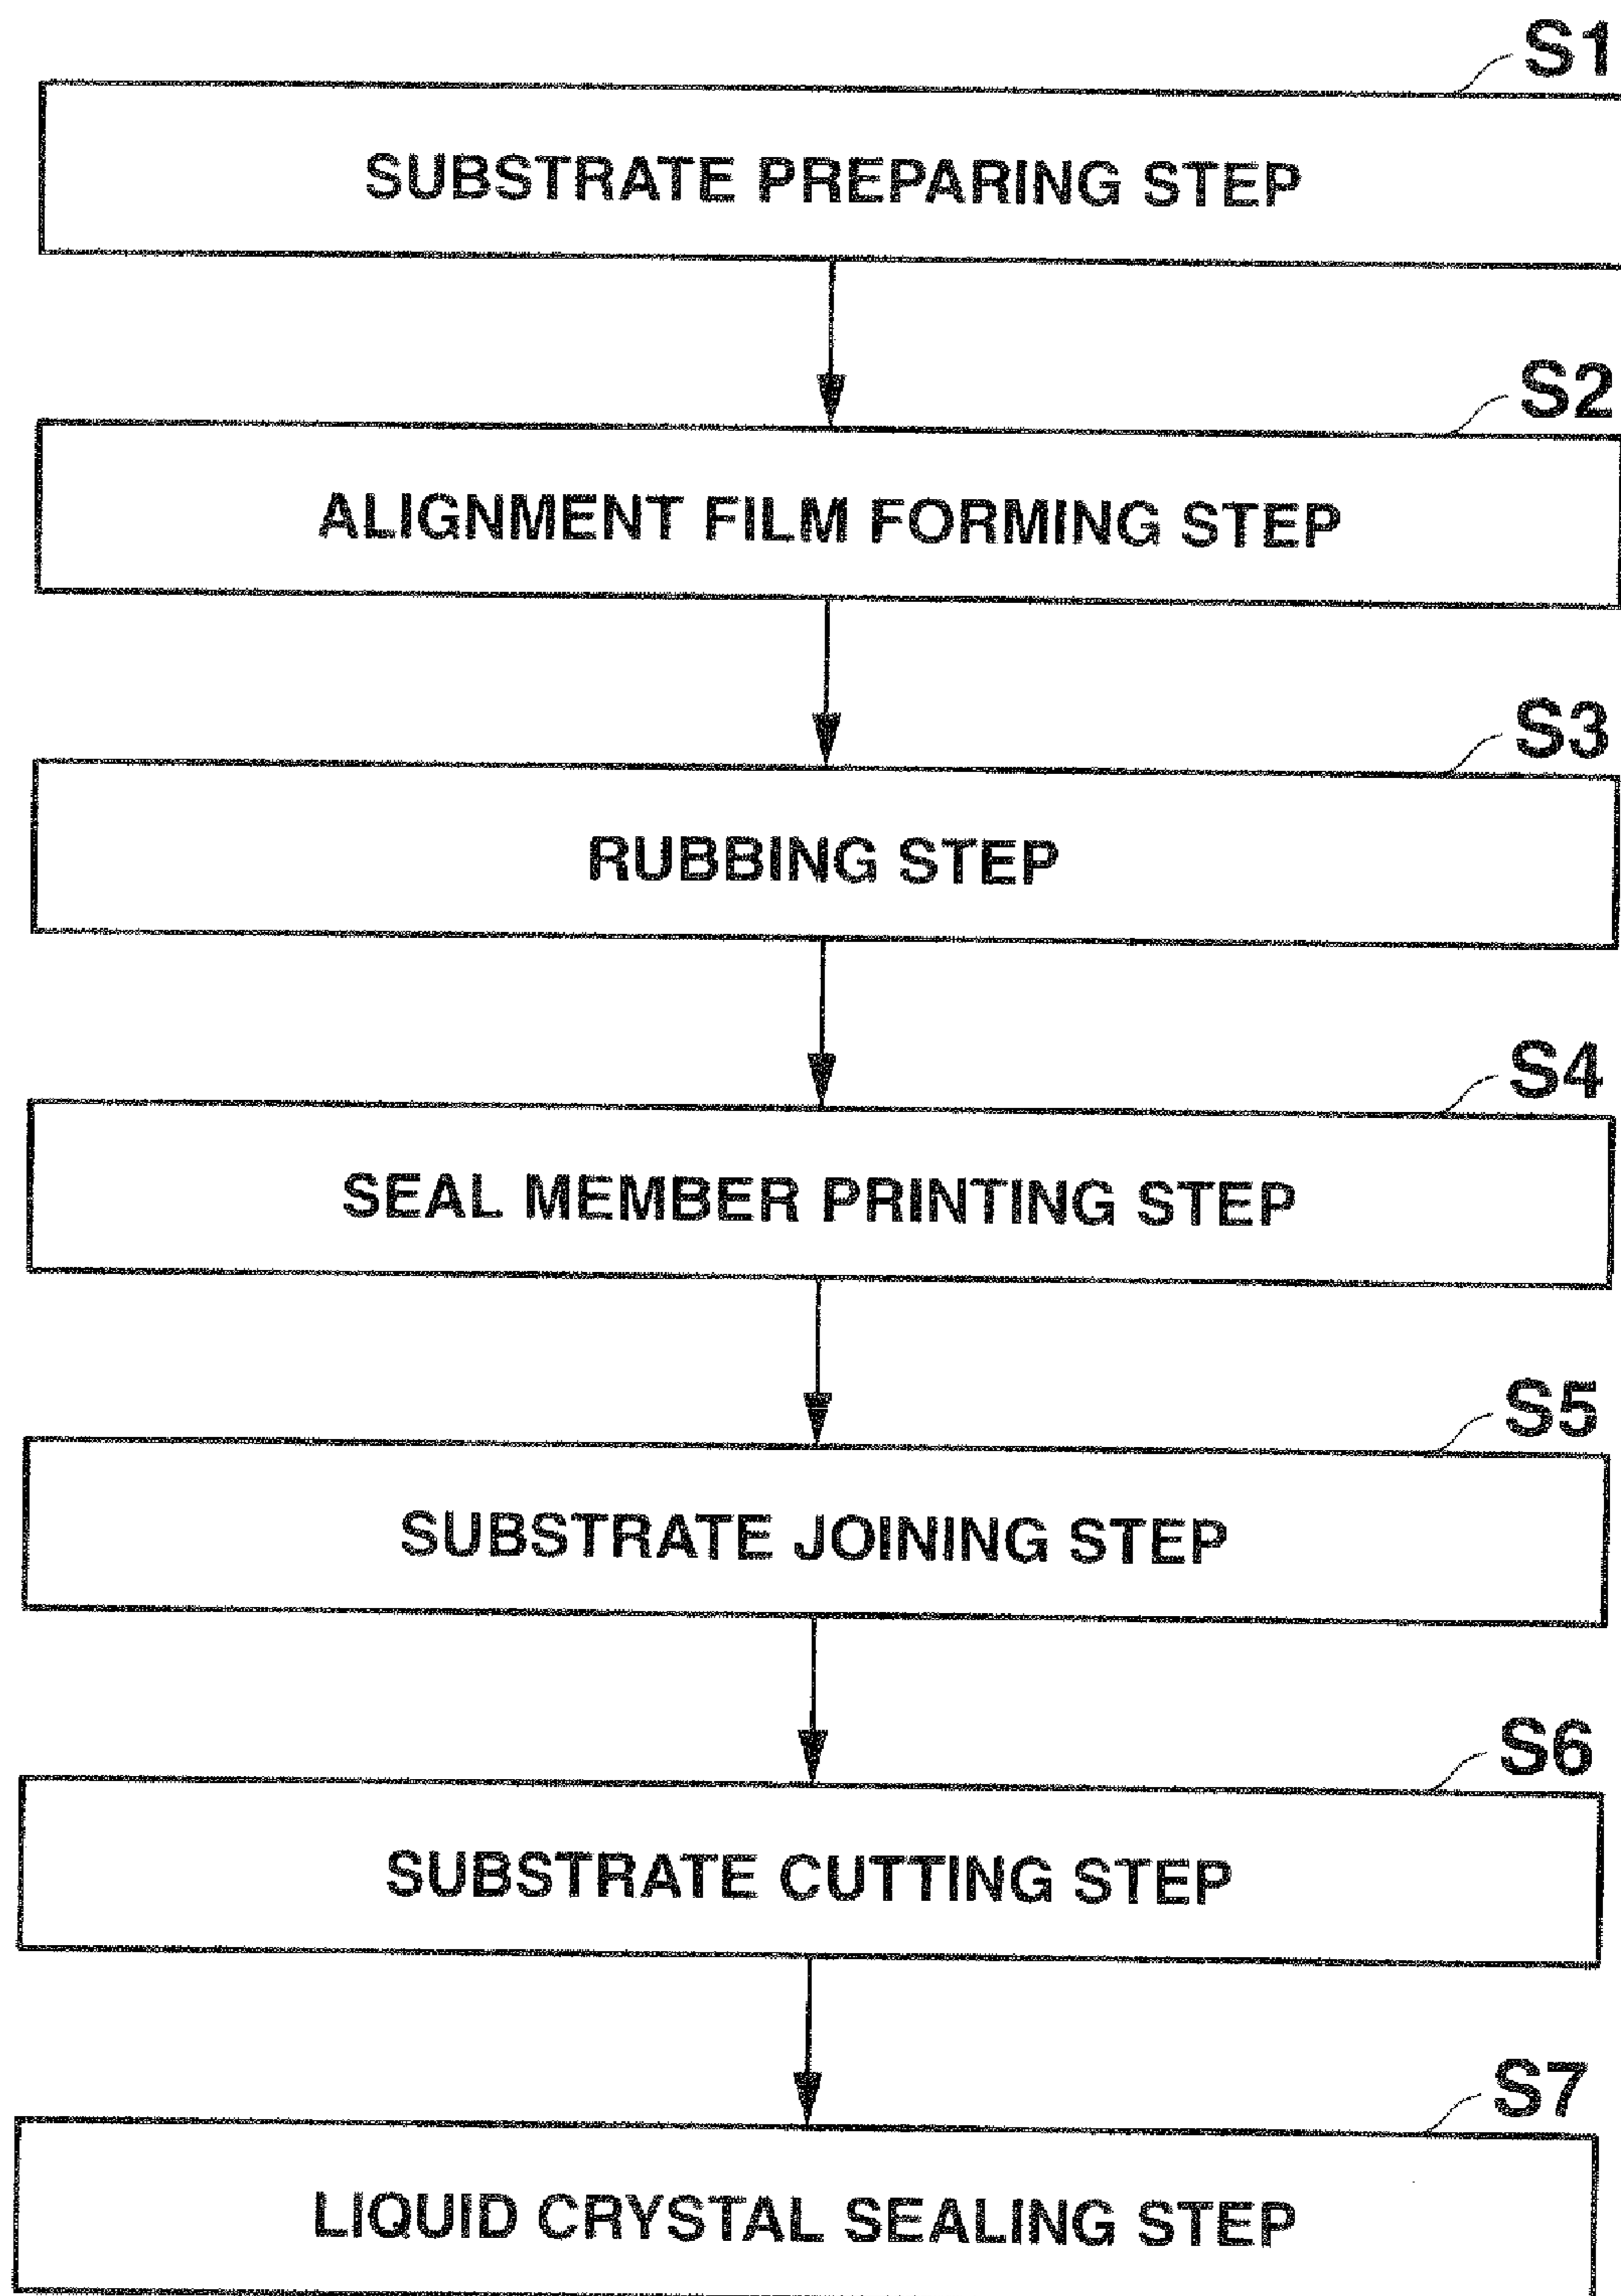 S1
SUBSTRATE PREPARING STEP
S2
ALIGNMENT FILM FORMING STEP
S3
RUBBING STEP
S4
SEAL MEMBER PRINTING STEP
S5
SUBSTRATE JOINING STEP
S6
SUBSTRATE CUTTING STEP
S7
LIQUID CRYSTAL SEALING STEP